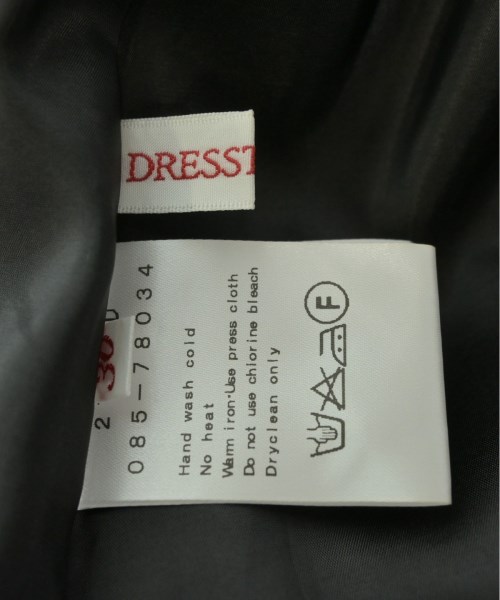 DRESST
36
2
085-78034
Hand wash cold
No heat
Warm iron·Use press cloth
Do not use chlorine bleach
Dryclean only
F